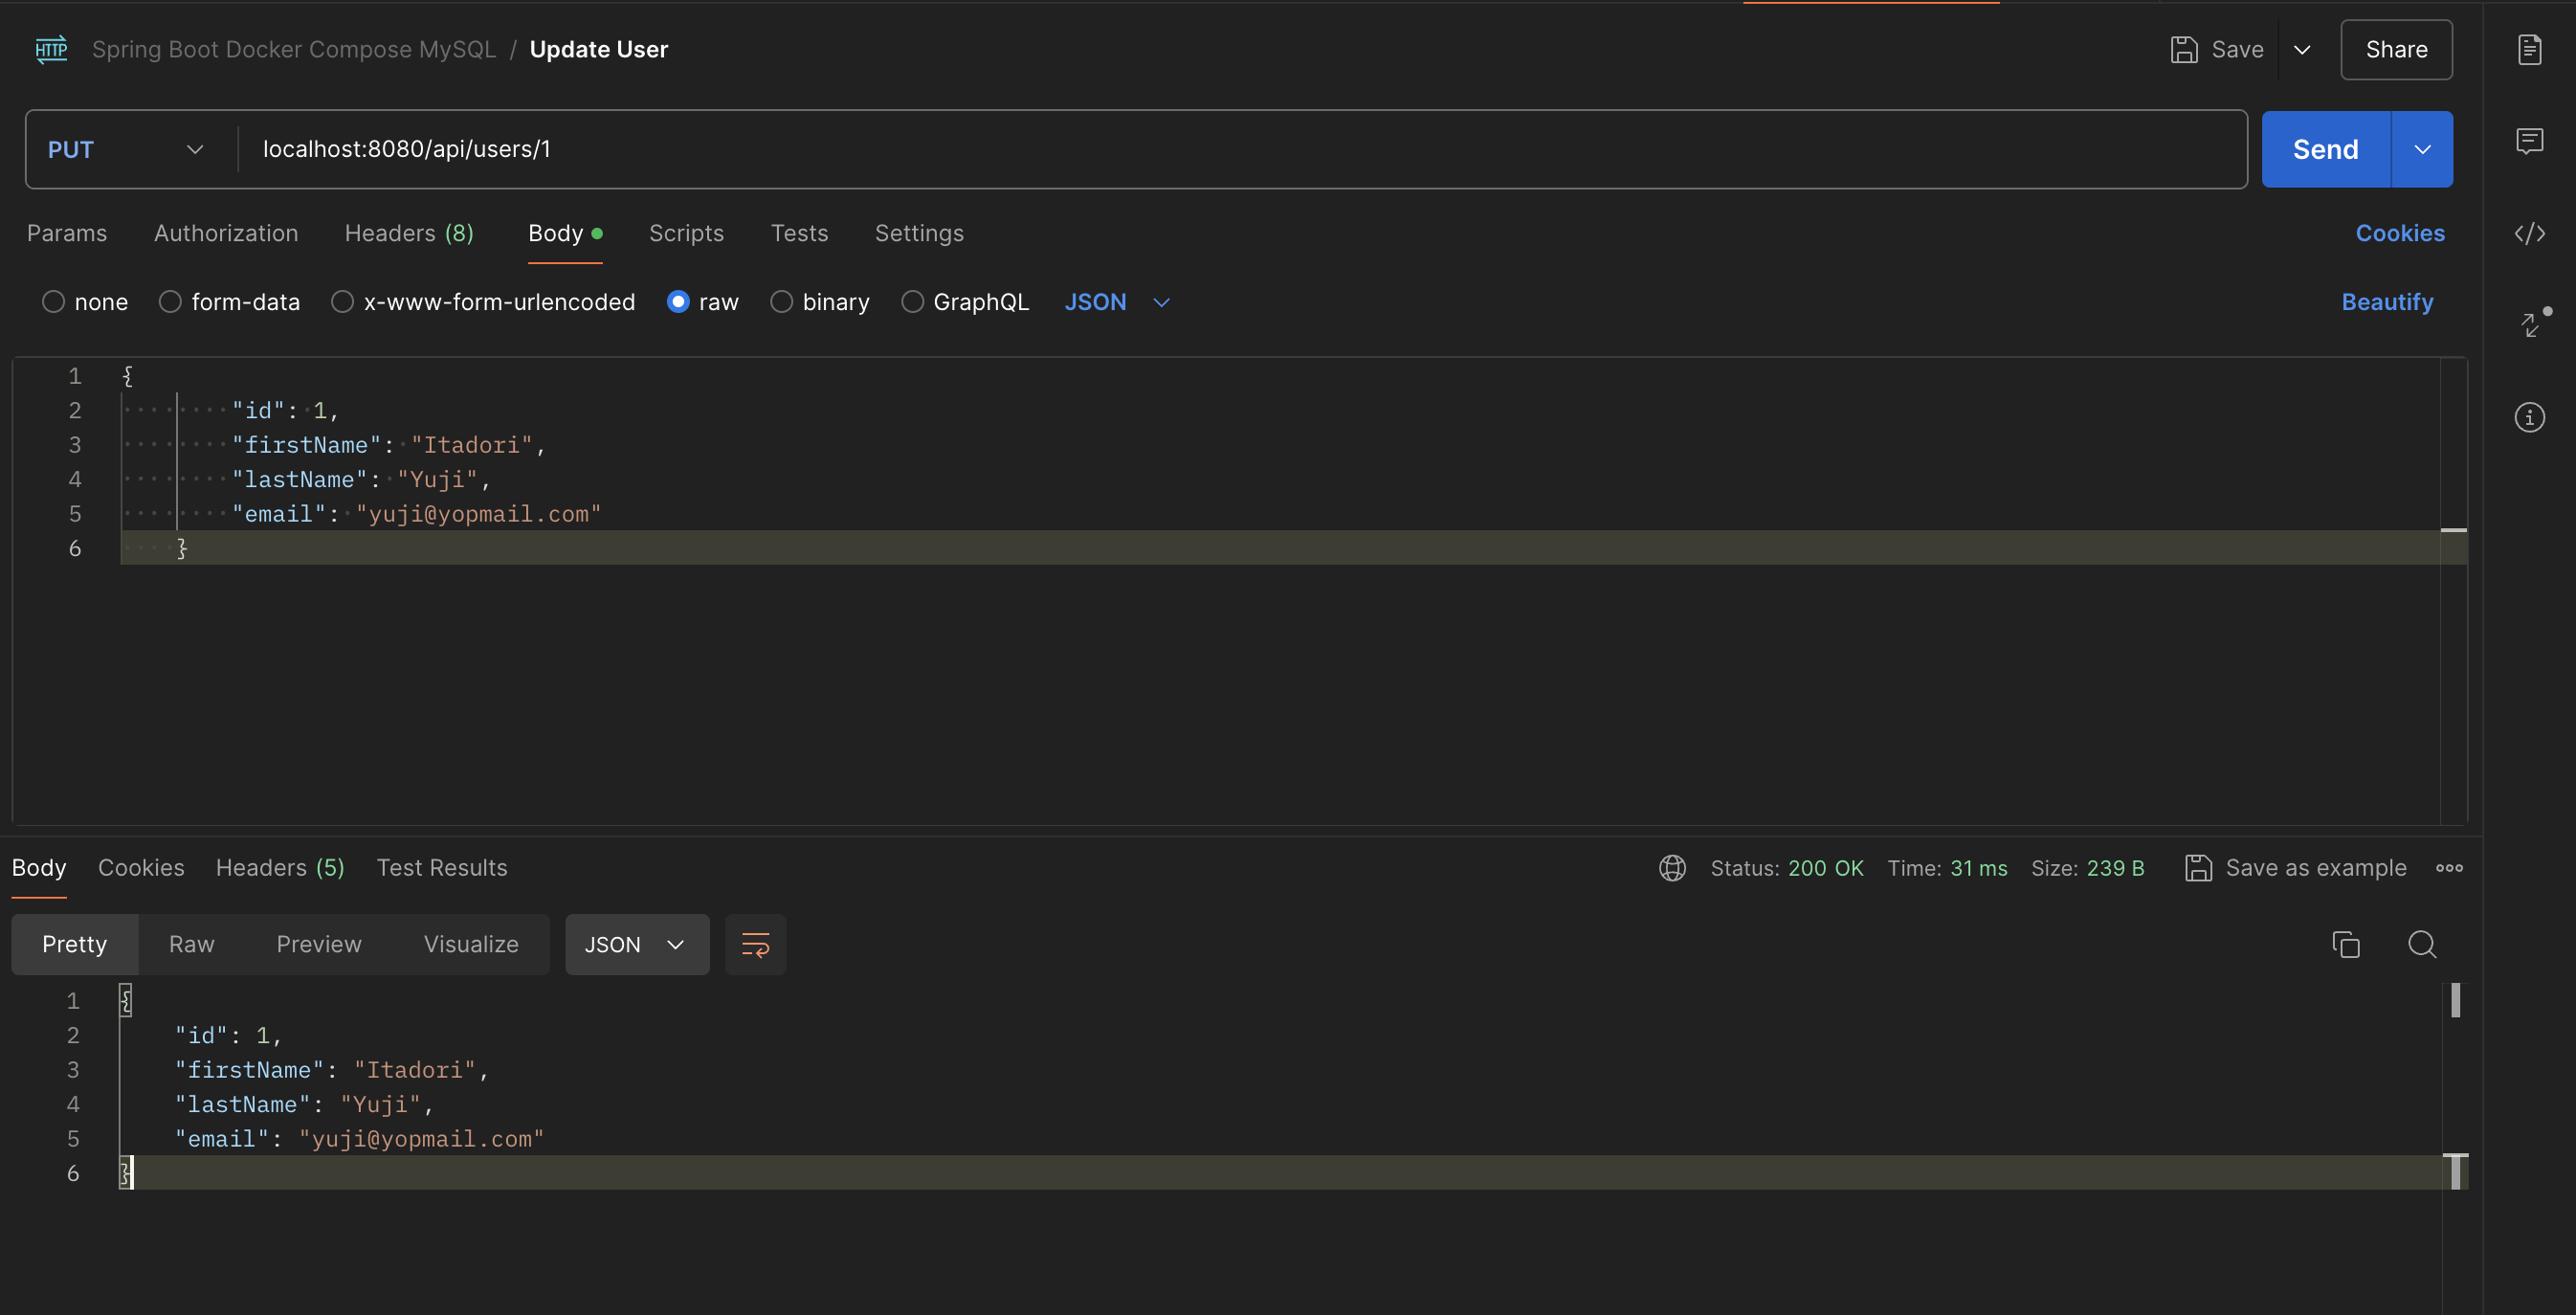 HTTP Spring Boot Docker Compose MySQL / Update User Save Share
PUT localhost:8080/api/users/1 Send
Params Authorization Headers (8) Body Scripts Tests Settings Cookies
none form-data x-www-form-urlencoded raw binary GraphQL JSON Beautify
1 {
2 "id": 1,
3 "firstName": "Itadori",
4 "lastName": "Yuji",
5 "email": "yuji@yopmail.com"
6 }
Body Cookies Headers (5) Test Results Status: 200 OK Time: 31 ms Size: 239 B Save as example
Pretty Raw Preview Visualize JSON
1 {
2 "id": 1,
3 "firstName": "Itadori",
4 "lastName": "Yuji",
5 "email": "yuji@yopmail.com"
6 }